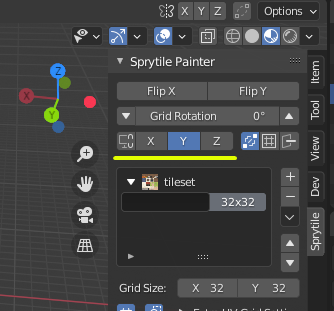 X Y Z Options
Sprytile Painter
Flip X Flip Y
Grid Rotation 0°
X Y Z
tileset
32x32
Grid Size: X 32 Y 32
Item
Tool
View
Dev
Sprytile
Z
X
Y